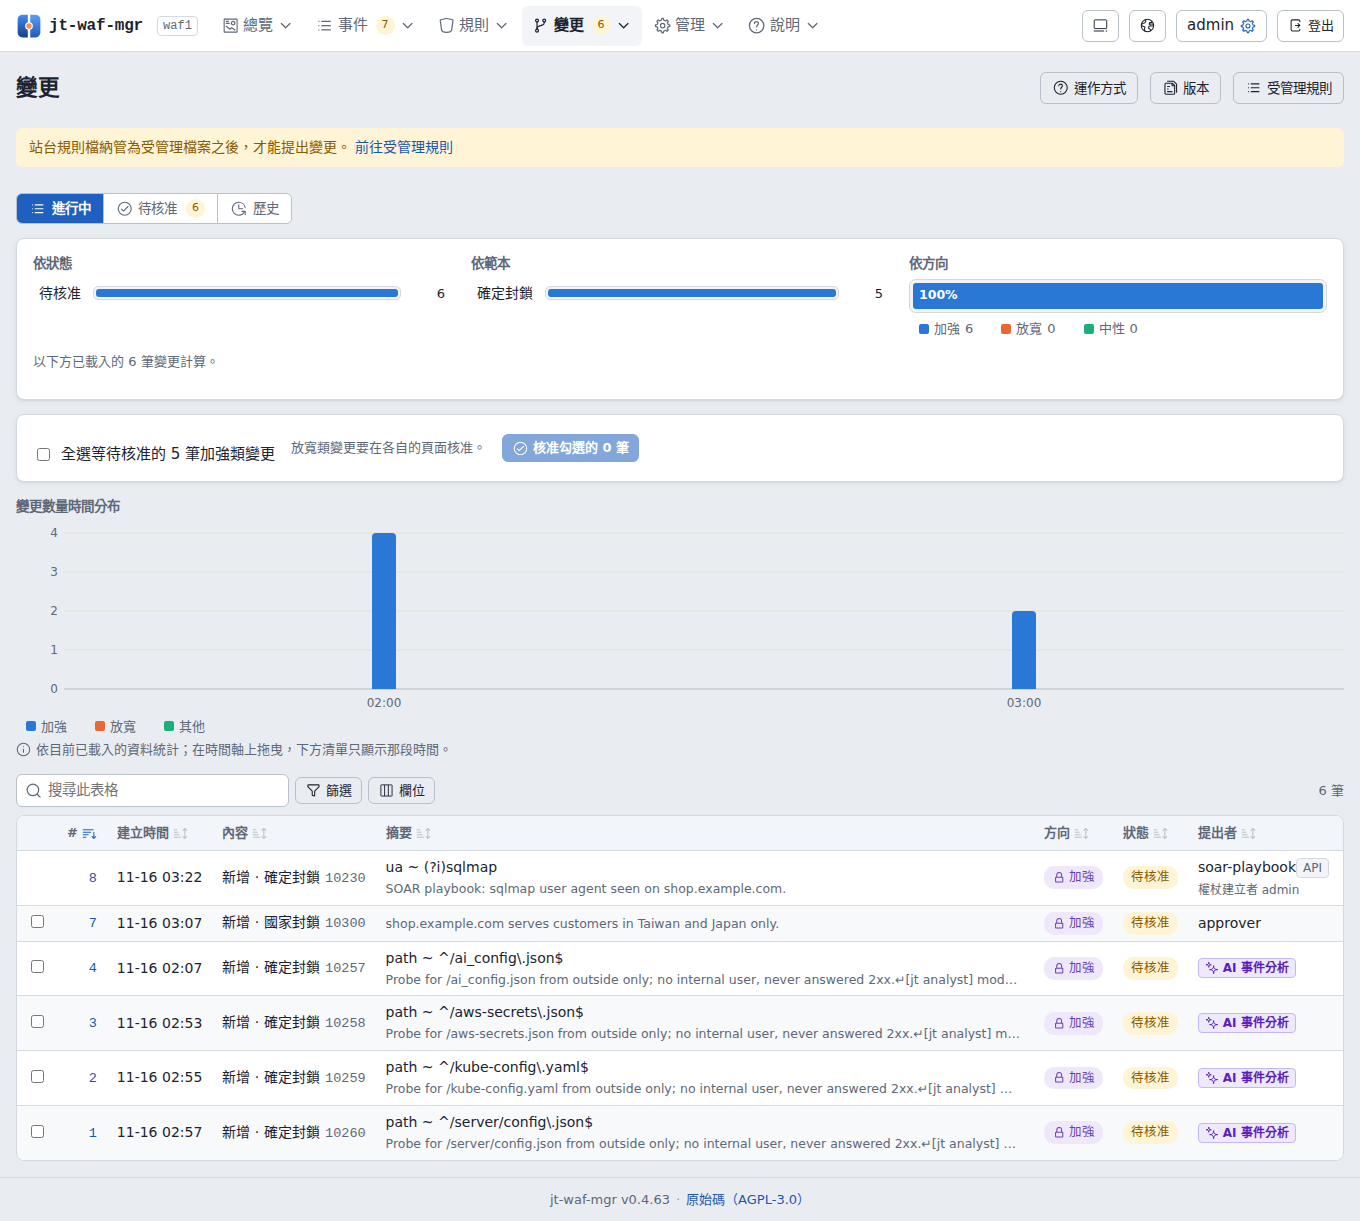 jt-waf-mgr waf1 總覽 事件 7 規則 變更 6 管理 說明 admin 登出
變更 運作方式 版本 受管理規則
站台規則檔納管為受管理檔案之後，才能提出變更。 前往受管理規則
進行中 待核准 6 歷史
依狀態 依範本 依方向
待核准 6 確定封鎖 5 100%
加強 6 放寬 0 中性 0
以下方已載入的 6 筆變更計算。
全選等待核准的 5 筆加強類變更 放寬類變更要在各自的頁面核准。 核准勾選的 0 筆
變更數量時間分布
4
3
2
1
0
02:00 03:00
加強 放寬 其他
依目前已載入的資料統計；在時間軸上拖曳，下方清單只顯示那段時間。
搜尋此表格 篩選 欄位 6 筆
# 建立時間 內容 摘要 方向 狀態 提出者
8 11-16 03:22 新增 · 確定封鎖 10230 ua ~ (?i)sqlmap 加強 待核准 soar-playbook API
SOAR playbook: sqlmap user agent seen on shop.example.com. 權杖建立者 admin
7 11-16 03:07 新增 · 國家封鎖 10300 shop.example.com serves customers in Taiwan and Japan only. 加強 待核准 approver
4 11-16 02:07 新增 · 確定封鎖 10257 path ~ ^/ai_config\.json$ 加強 待核准 AI 事件分析
Probe for /ai_config.json from outside only; no internal user, never answered 2xx.↵[jt analyst] mod…
3 11-16 02:53 新增 · 確定封鎖 10258 path ~ ^/aws-secrets\.json$ 加強 待核准 AI 事件分析
Probe for /aws-secrets.json from outside only; no internal user, never answered 2xx.↵[jt analyst] m…
2 11-16 02:55 新增 · 確定封鎖 10259 path ~ ^/kube-config\.yaml$ 加強 待核准 AI 事件分析
Probe for /kube-config.yaml from outside only; no internal user, never answered 2xx.↵[jt analyst] …
1 11-16 02:57 新增 · 確定封鎖 10260 path ~ ^/server/config\.json$ 加強 待核准 AI 事件分析
Probe for /server/config.json from outside only; no internal user, never answered 2xx.↵[jt analyst] …
jt-waf-mgr v0.4.63 · 原始碼（AGPL-3.0）